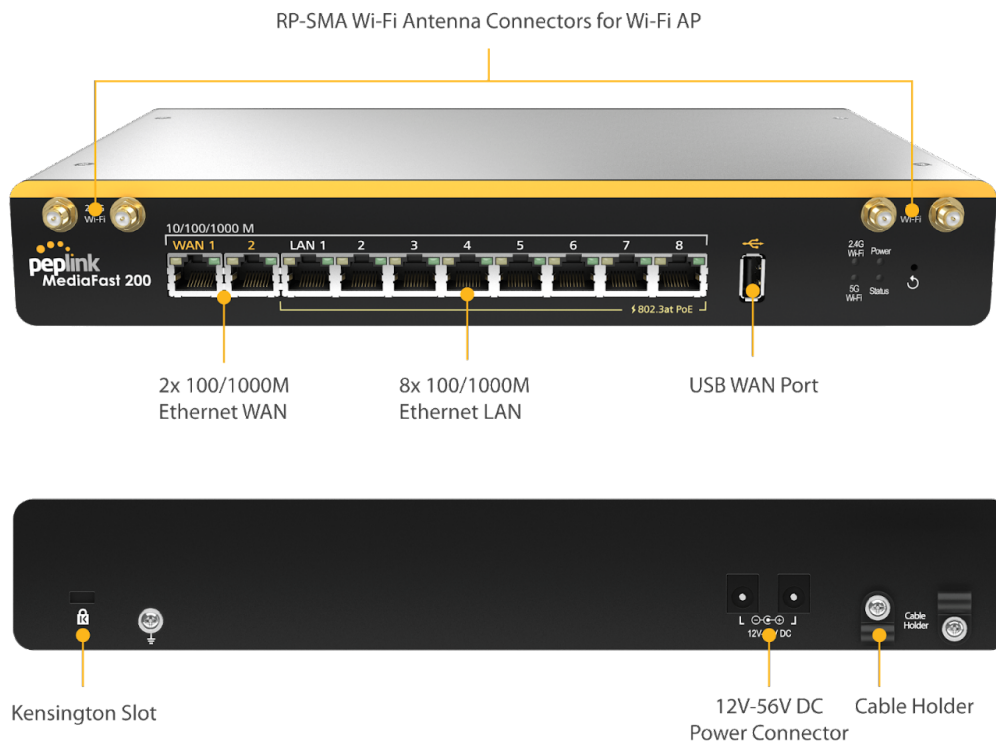 RP-SMA Wi-Fi Antenna Connectors for Wi-Fi AP
Wi-Fi
Wi-Fi
10/100/1000 M
WAN 1 2 LAN 1 2 3 4 5 6 7 8
2.4G Wi-Fi Power
peplink
MediaFast 200
5G Wi-Fi Status
802.3at PoE
2x 100/1000M
Ethernet WAN
8x 100/1000M
Ethernet LAN
USB WAN Port
K
Cable
Holder
DC
Kensington Slot
12V-56V DC
Power Connector
Cable Holder